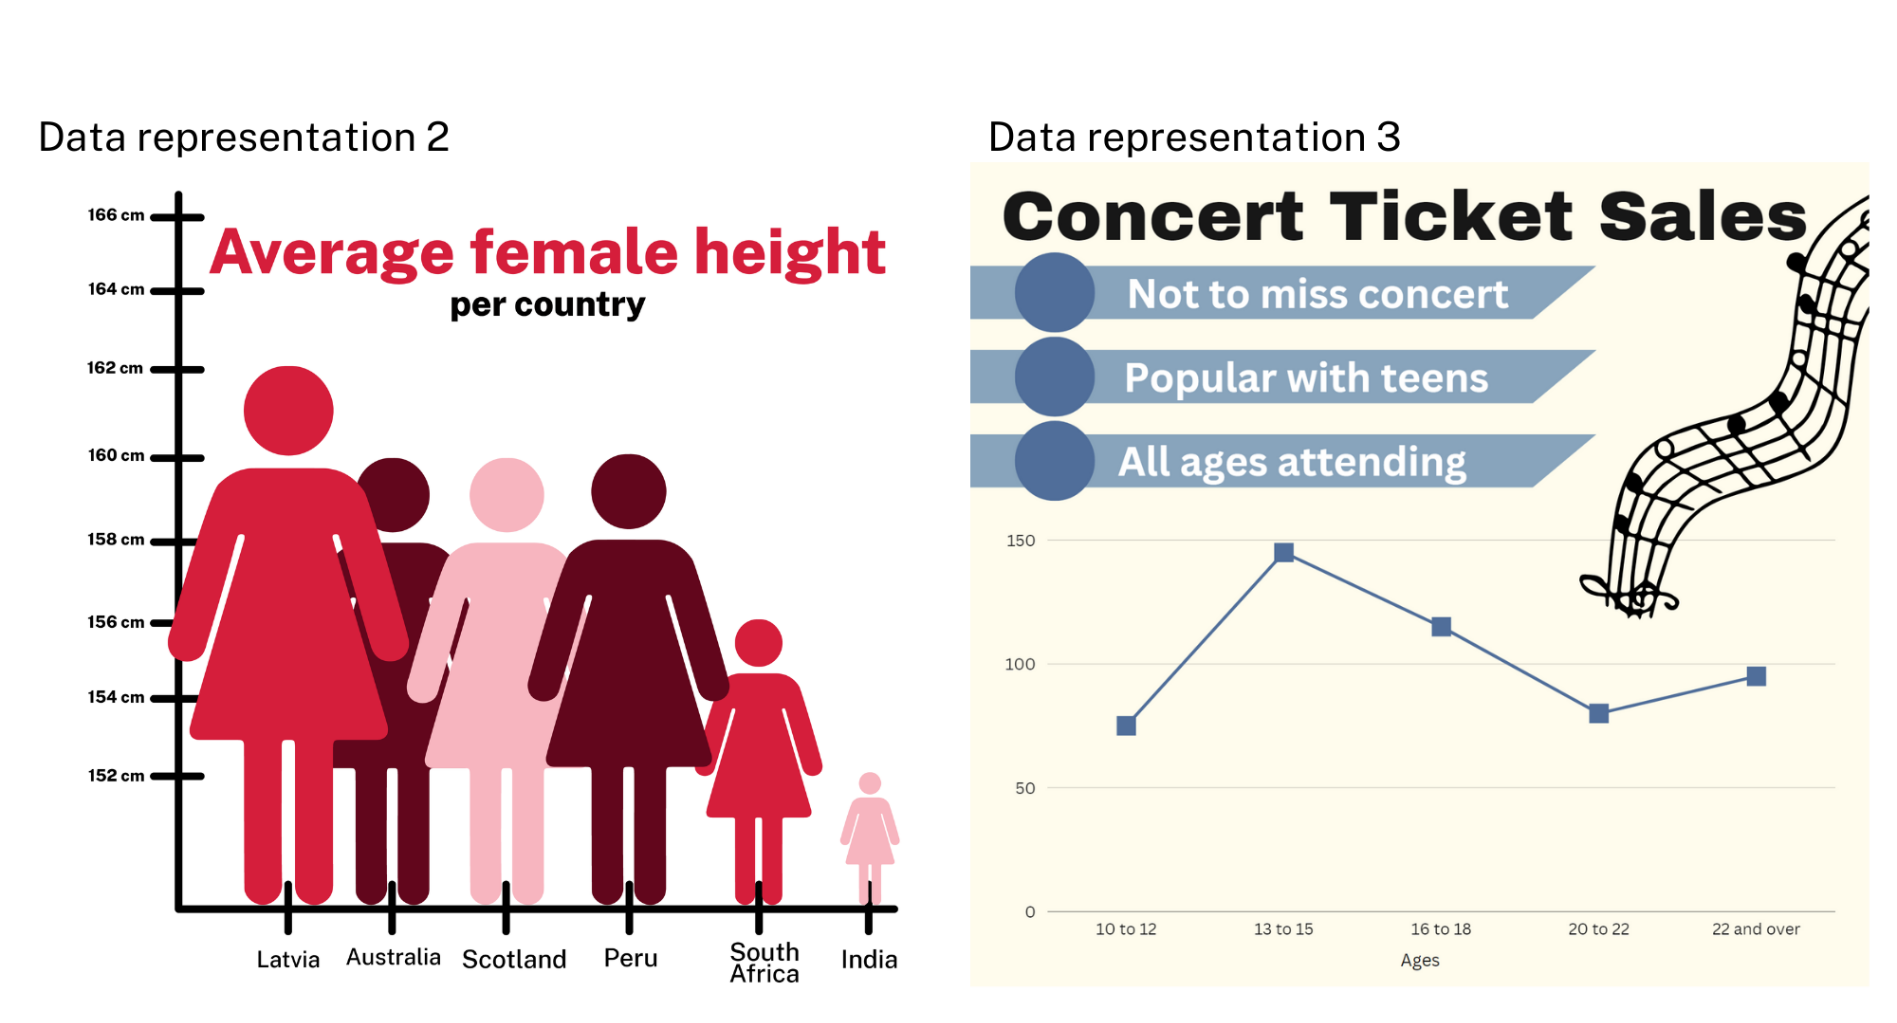 Data representation 2
166 cm
Average female height
per country
164 cm
162 cm
160 cm
158 cm
156 cm
154 cm
152 cm
Latvia
Australia
Scotland
Peru
South
Africa
India
Data representation 3
Concert Ticket Sales
Not to miss concert
Popular with teens
All ages attending
150
100
50
0
10 to 12
13 to 15
16 to 18
20 to 22
22 and over
Ages